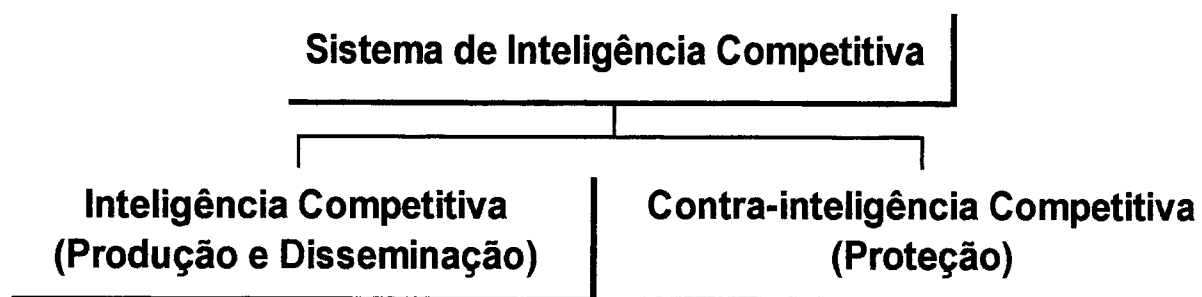 Sistema de Inteligência Competitiva
Inteligência Competitiva
(Produção e Disseminação)
Contra-inteligência Competitiva
(Proteção)